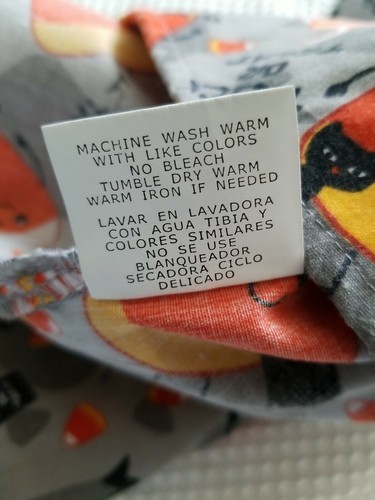 MACHINE WASH WARM
WITH LIKE COLORS
NO BLEACH
TUMBLE DRY WARM
WARM IRON IF NEEDED
LAVAR EN LAVADORA
CON AGUA TIBIA Y
COLORES SIMILARES
NO SE USE
BLANQUEADOR
SECADORA CICLO
DELICADO